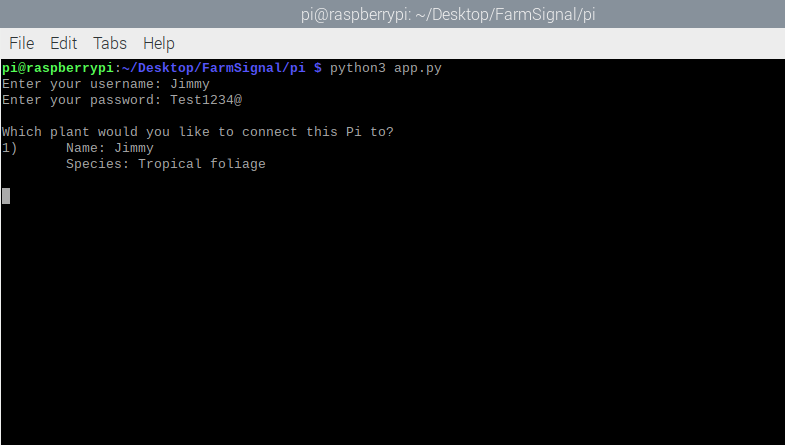 pi@raspberrypi: ~/Desktop/FarmSignal/pi
File Edit Tabs Help
pi@raspberrypi:~/Desktop/FarmSignal/pi $ python3 app.py
Enter your username: Jimmy
Enter your password: Test1234@
Which plant would you like to connect this Pi to?
1) Name: Jimmy
Species: Tropical foliage